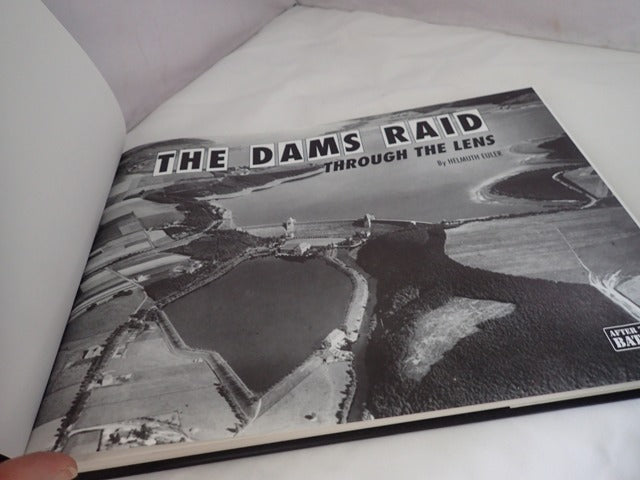 THE DAMS RAID
THROUGH THE LENS
By HELMUTH EULER
AFTER
BAT